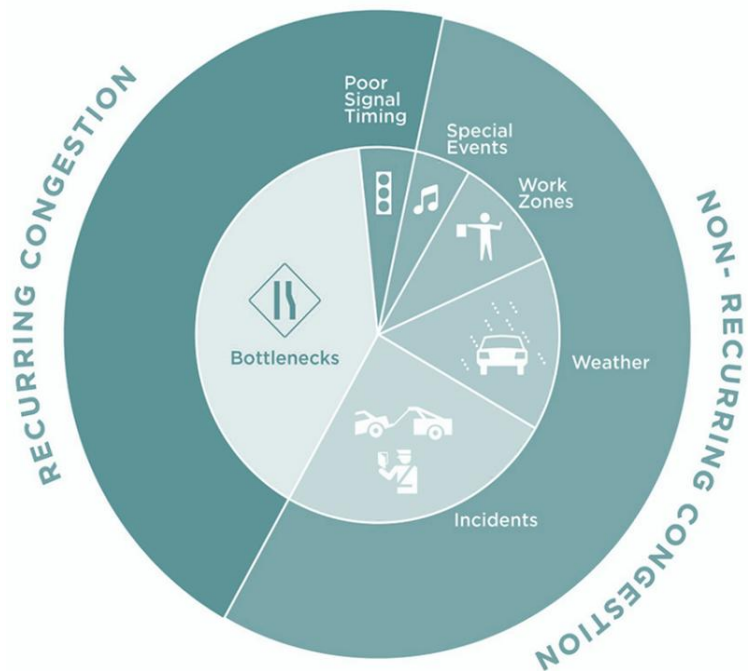 RECURRING CONGESTION
Poor
Signal
Timing
Special
Events
Work
Zones
Bottlenecks
Weather
Incidents
NON- RECURRING CONGESTION